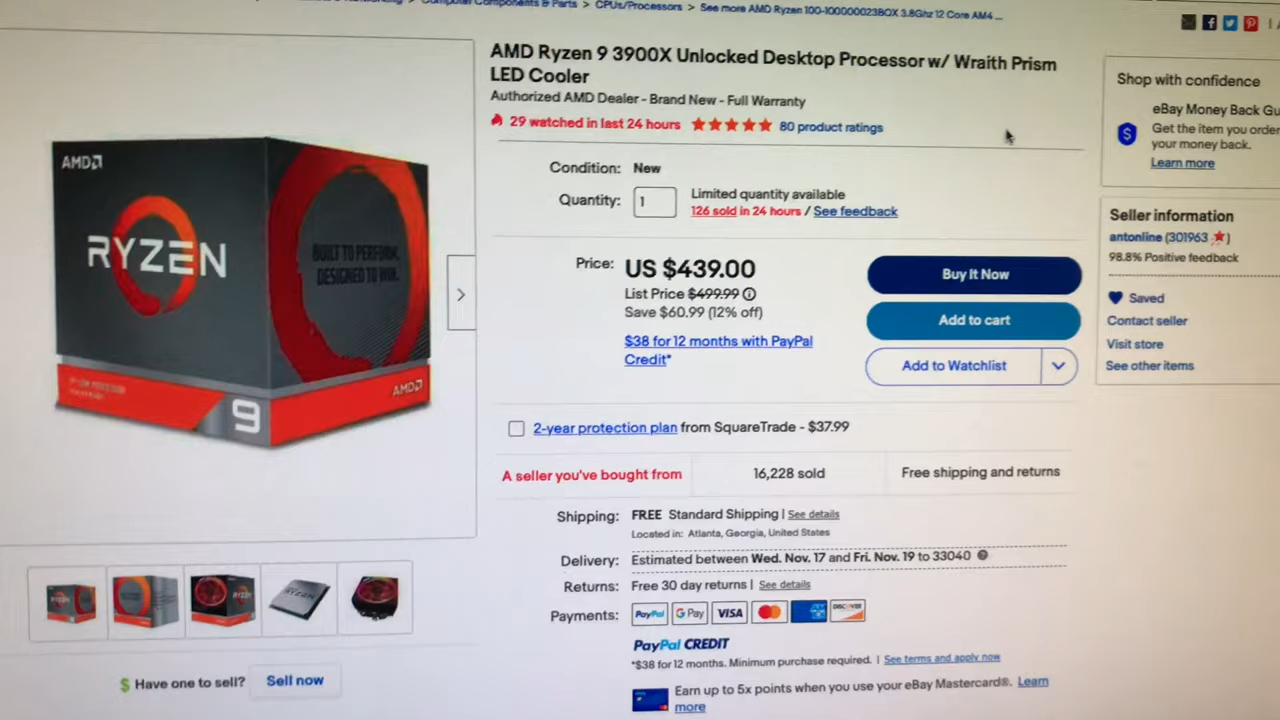 Computer Components & Parts > CPUs/Processors > See more AMD Ryzen 100-100000023BOX 3.8Ghz 12 Core AM4 ...
AMD Ryzen 9 3900X Unlocked Desktop Processor w/ Wraith Prism
LED Cooler
Authorized AMD Dealer - Brand New - Full Warranty
29 watched in last 24 hours
80 product ratings
Condition: New
Quantity: 1
Limited quantity available
126 sold in 24 hours / See feedback
Price: US $439.00
List Price $499.99
Save $60.99 (12% off)
$38 for 12 months with PayPal
Credit*
Buy It Now
Add to cart
Add to Watchlist
2-year protection plan from SquareTrade - $37.99
A seller you've bought from
16,228 sold
Free shipping and returns
Shipping: FREE Standard Shipping | See details
Located in: Atlanta, Georgia, United States
Delivery: Estimated between Wed. Nov. 17 and Fri. Nov. 19 to 33040
Returns: Free 30 day returns | See details
Payments: PayPal G Pay VISA DISCOVER
PayPal CREDIT
*$38 for 12 months. Minimum purchase required. | See terms and apply now
Earn up to 5x points when you use your eBay Mastercard®. Learn
more
Shop with confidence
eBay Money Back Gu
Get the item you order
your money back.
Learn more
Seller information
antonline (301963)
98.8% Positive feedback
Saved
Contact seller
Visit store
See other items
AMD
RYZEN
BUILT TO PERFORM.
DESIGNED TO WIN.
9
AMD
RYZEN
Have one to sell? Sell now